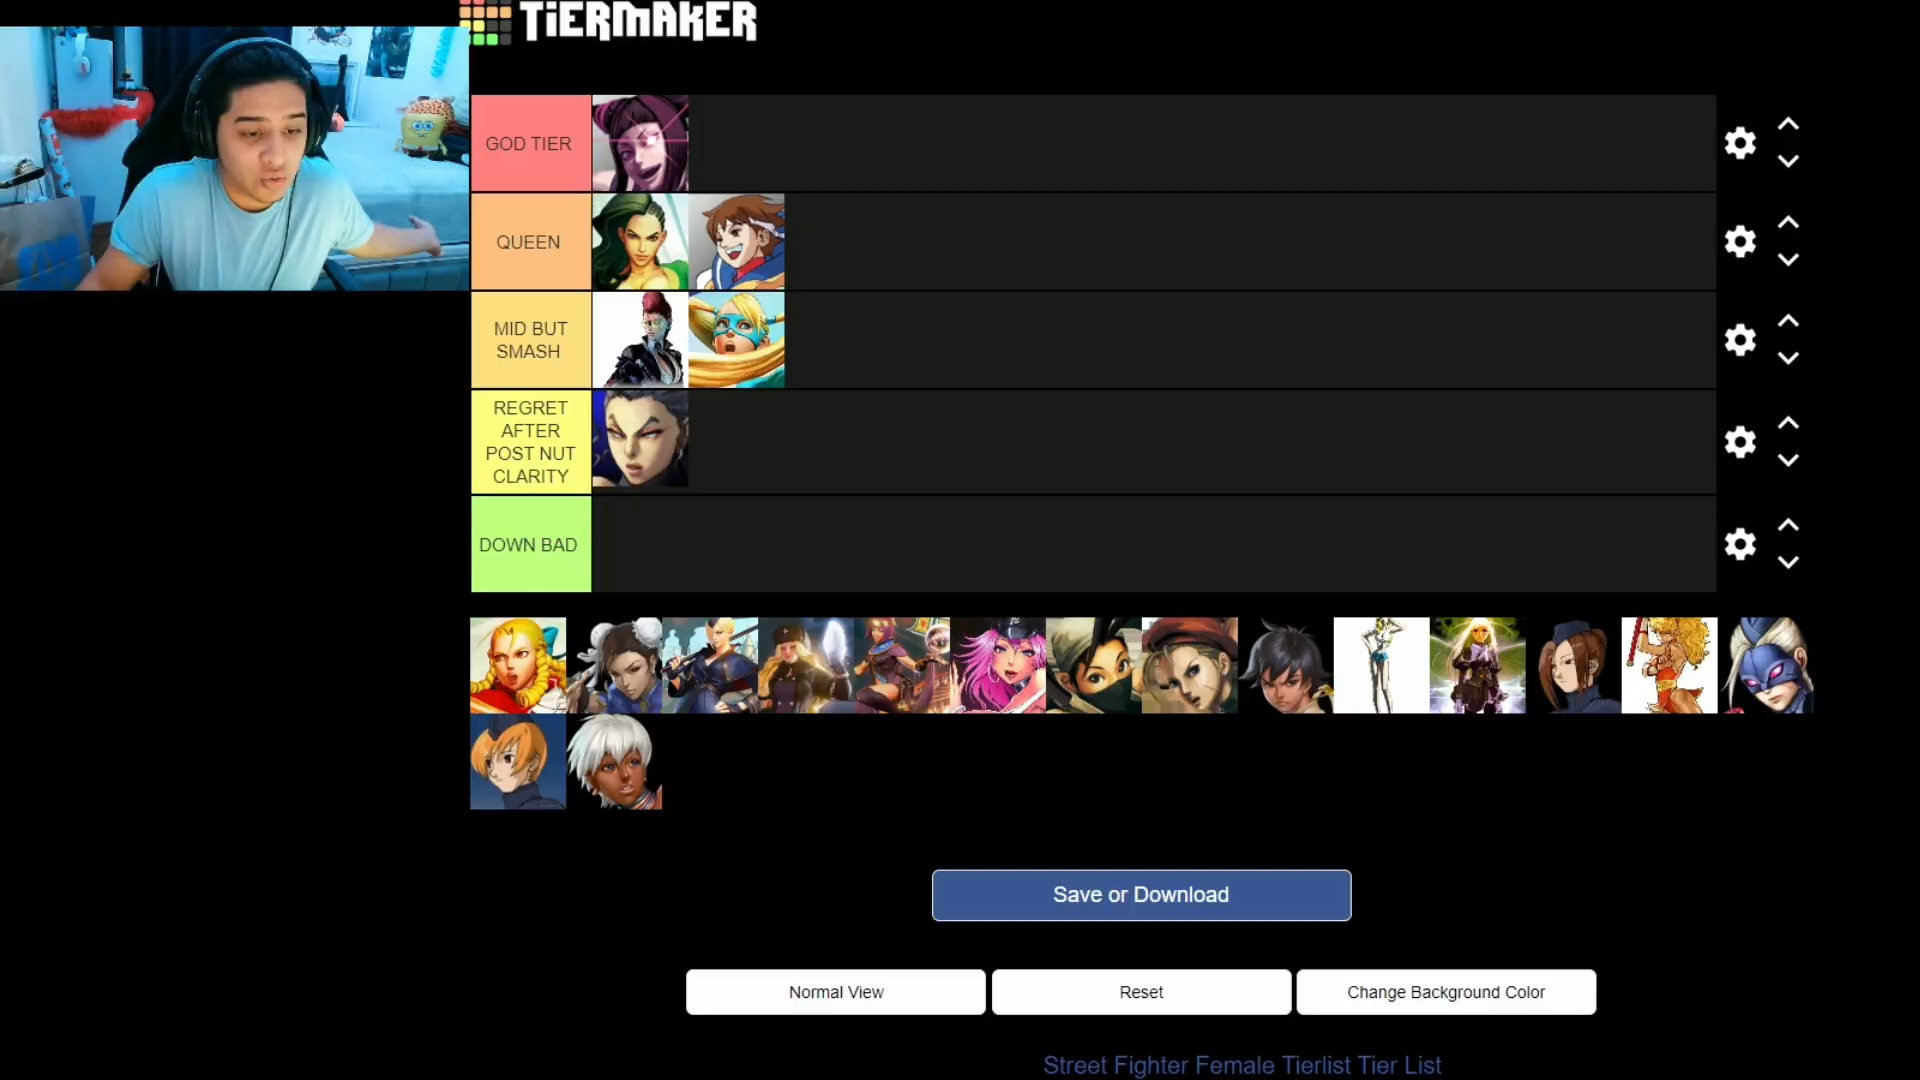 TiERMAKER
GOD TIER
QUEEN
MID BUT
SMASH
REGRET
AFTER
POST NUT
CLARITY
DOWN BAD
Save or Download
Normal View
Reset
Change Background Color
Street Fighter Female Tierlist Tier List